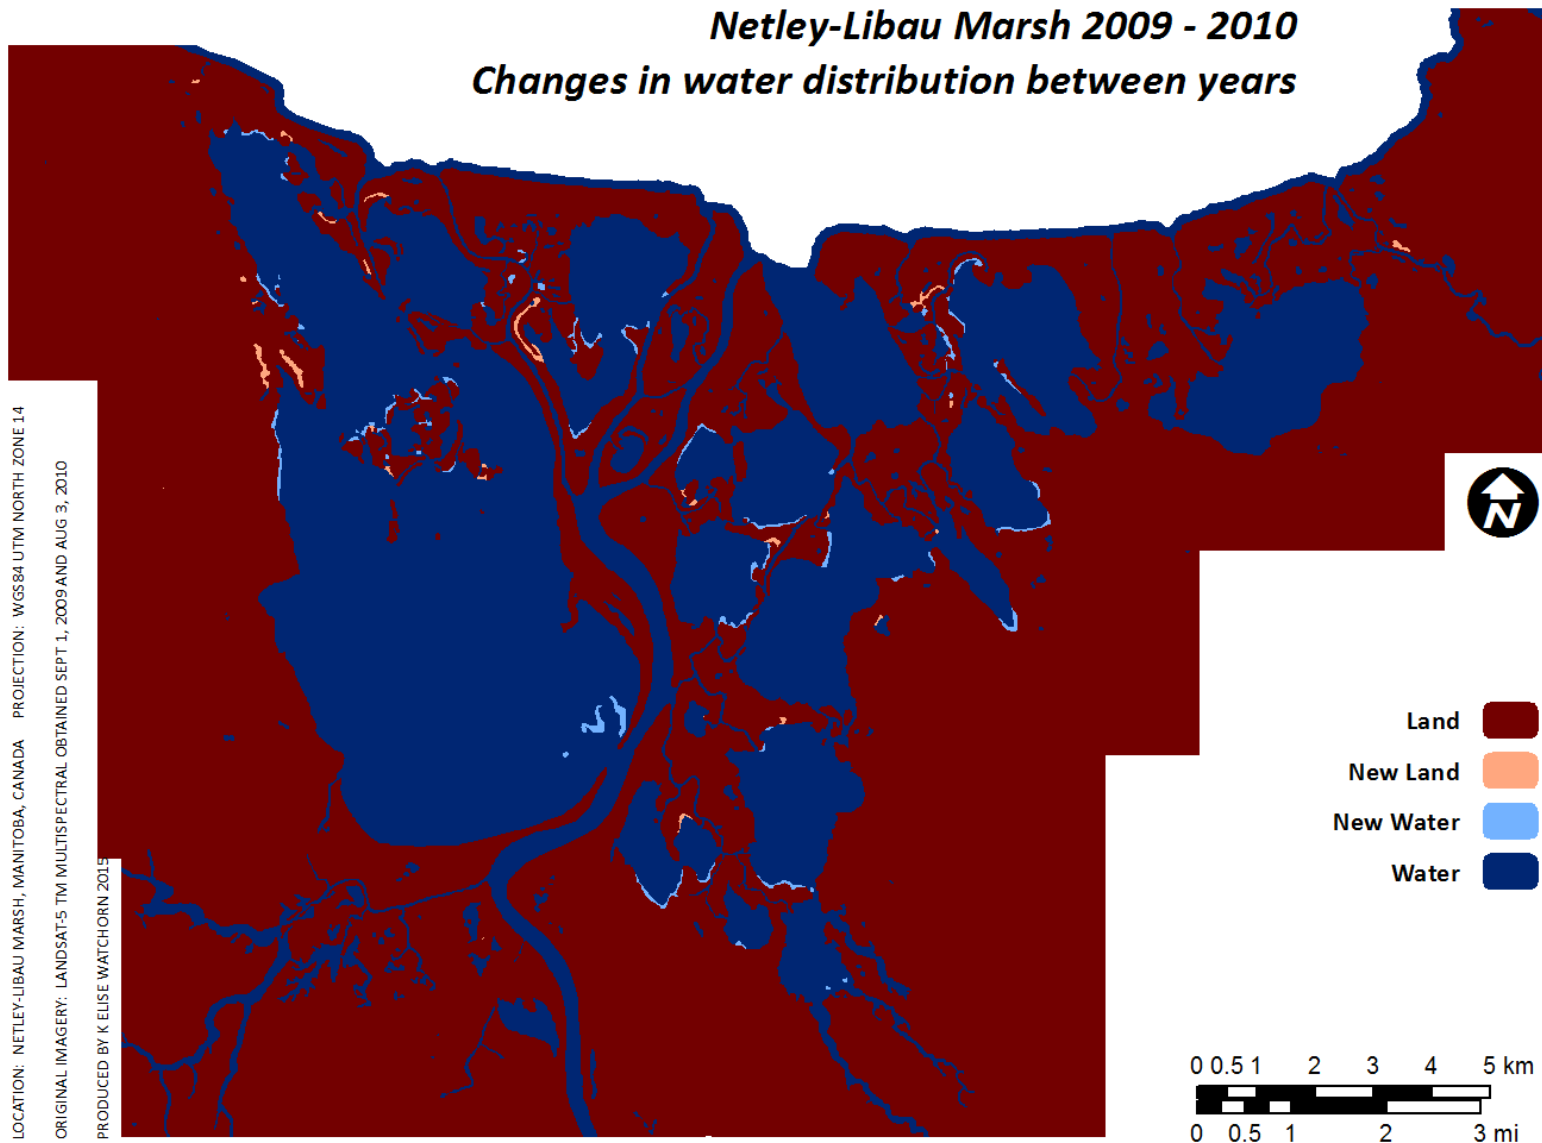 Netley-Libau Marsh 2009 - 2010
Changes in water distribution between years
LOCATION: NETLEY-LIBAU MARSH, MANITOBA, CANADA PROJECTION: WGS84 UTM NORTH ZONE 14
ORIGINAL IMAGERY: LANDSAT-5 TM MULTISPECTRAL OBTAINED SEPT 1, 2009 AND AUG 3, 2010
PRODUCED BY K ELISE WATCHORN 2015
N
Land
New Land
New Water
Water
0 0.5 1 2 3 4 5 km
0 0.5 1 2 3 mi